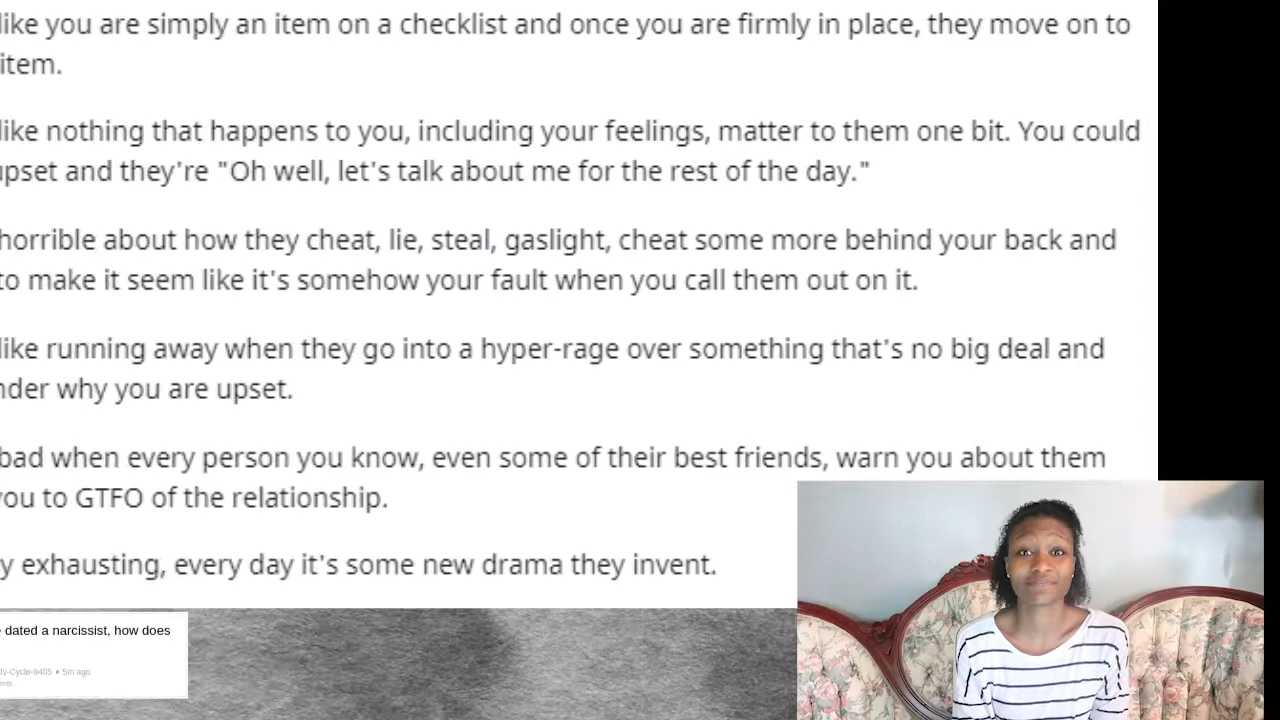 like you are simply an item on a checklist and once you are firmly in place, they move on to
item.
like nothing that happens to you, including your feelings, matter to them one bit. You could
upset and they're "Oh well, let's talk about me for the rest of the day."
horrible about how they cheat, lie, steal, gaslight, cheat some more behind your back and
to make it seem like it's somehow your fault when you call them out on it.
like running away when they go into a hyper-rage over something that's no big deal and
nder why you are upset.
bad when every person you know, even some of their best friends, warn you about them
you to GTFO of the relationship.
y exhausting, every day it's some new drama they invent.
dated a narcissist, how does
dy-Cycle-9405 • 5m ago